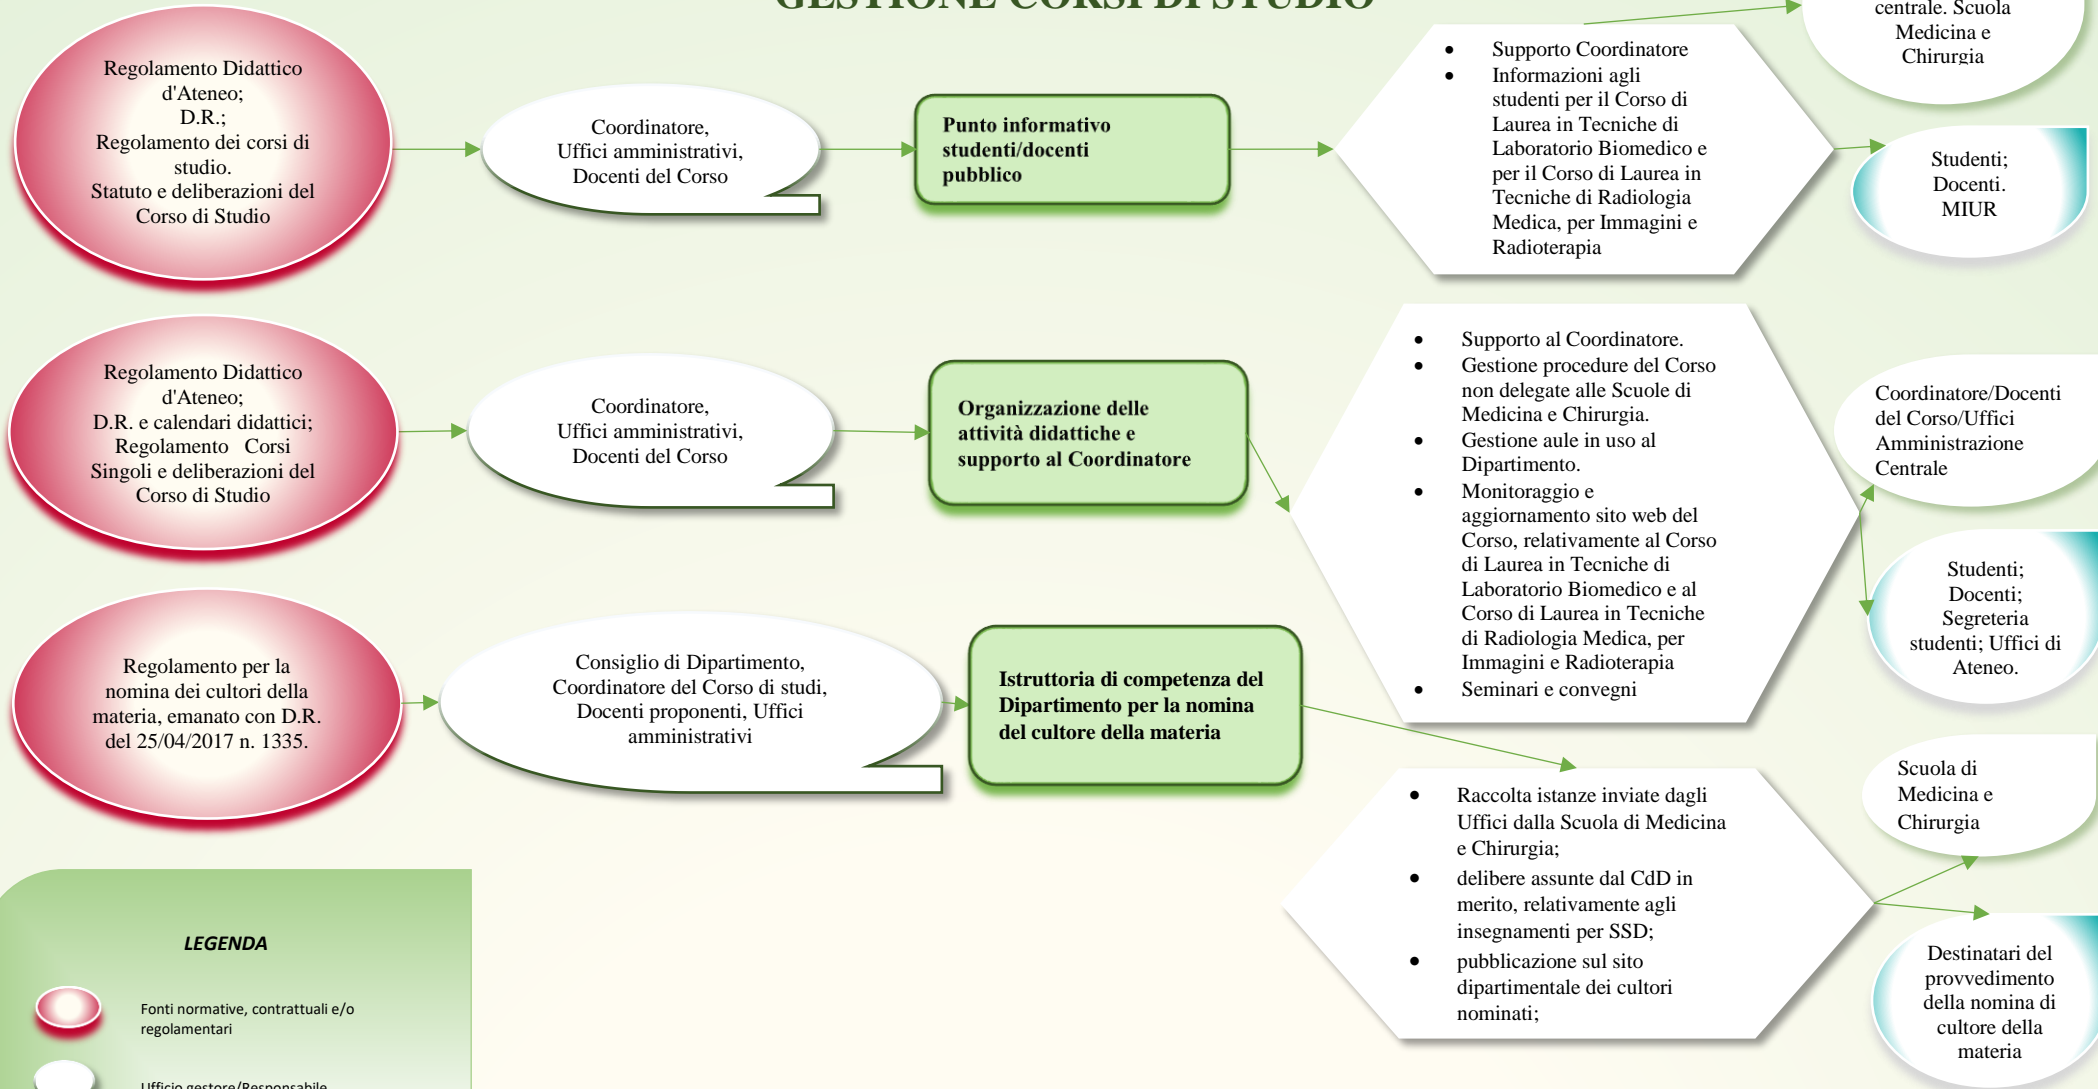 GESTIONE CORSI DI STUDIO
Regolamento Didattico
d'Ateneo;
D.R.;
Regolamento dei corsi di
studio.
Statuto e deliberazioni del
Corso di Studio
Coordinatore,
Uffici amministrativi,
Docenti del Corso
Punto informativo
studenti/docenti
pubblico
• Supporto Coordinatore
• Informazioni agli
studenti per il Corso di
Laurea in Tecniche di
Laboratorio Biomedico e
per il Corso di Laurea in
Tecniche di Radiologia
Medica, per Immagini e
Radioterapia
centrale. Scuola
Medicina e
Chirurgia
Studenti;
Docenti.
MIUR
Regolamento Didattico
d'Ateneo;
D.R. e calendari didattici;
Regolamento Corsi
Singoli e deliberazioni del
Corso di Studio
Coordinatore,
Uffici amministrativi,
Docenti del Corso
Organizzazione delle
attività didattiche e
supporto al Coordinatore
• Supporto al Coordinatore.
• Gestione procedure del Corso
non delegate alle Scuole di
Medicina e Chirurgia.
• Gestione aule in uso al
Dipartimento.
• Monitoraggio e
aggiornamento sito web del
Corso, relativamente al Corso
di Laurea in Tecniche di
Laboratorio Biomedico e al
Corso di Laurea in Tecniche
di Radiologia Medica, per
Immagini e Radioterapia
• Seminari e convegni
Coordinatore/Docenti
del Corso/Uffici
Amministrazione
Centrale
Studenti;
Docenti;
Segreteria
studenti; Uffici di
Ateneo.
Regolamento per la
nomina dei cultori della
materia, emanato con D.R.
del 25/04/2017 n. 1335.
Consiglio di Dipartimento,
Coordinatore del Corso di studi,
Docenti proponenti, Uffici
amministrativi
Istruttoria di competenza del
Dipartimento per la nomina
del cultore della materia
• Raccolta istanze inviate dagli
Uffici dalla Scuola di Medicina
e Chirurgia;
• delibere assunte dal CdD in
merito, relativamente agli
insegnamenti per SSD;
• pubblicazione sul sito
dipartimentale dei cultori
nominati;
Scuola di
Medicina e
Chirurgia
Destinatari del
provvedimento
della nomina di
cultore della
materia
LEGENDA
Fonti normative, contrattuali e/o
regolamentari
Ufficio gestore/Responsabile